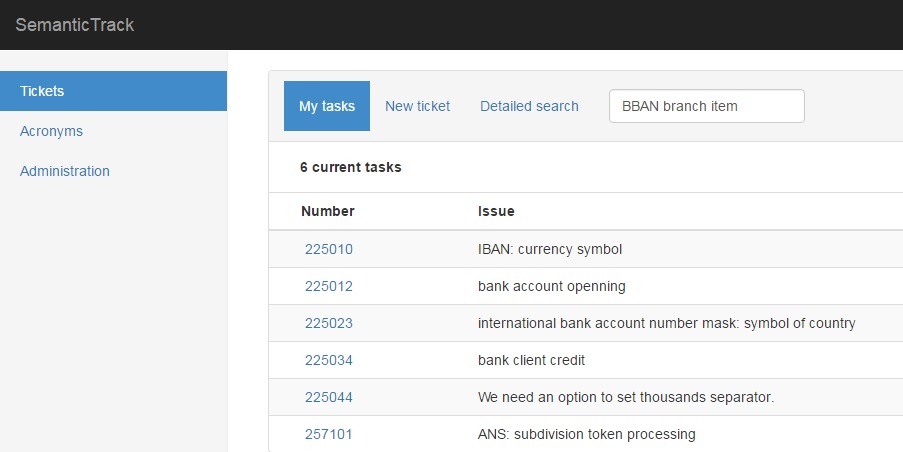 SemanticTrack
Tickets
Acronyms
Administration
My tasks New ticket Detailed search BBAN branch item
6 current tasks
Number Issue
225010 IBAN: currency symbol
225012 bank account openning
225023 international bank account number mask: symbol of country
225034 bank client credit
225044 We need an option to set thousands separator.
257101 ANS: subdivision token processing